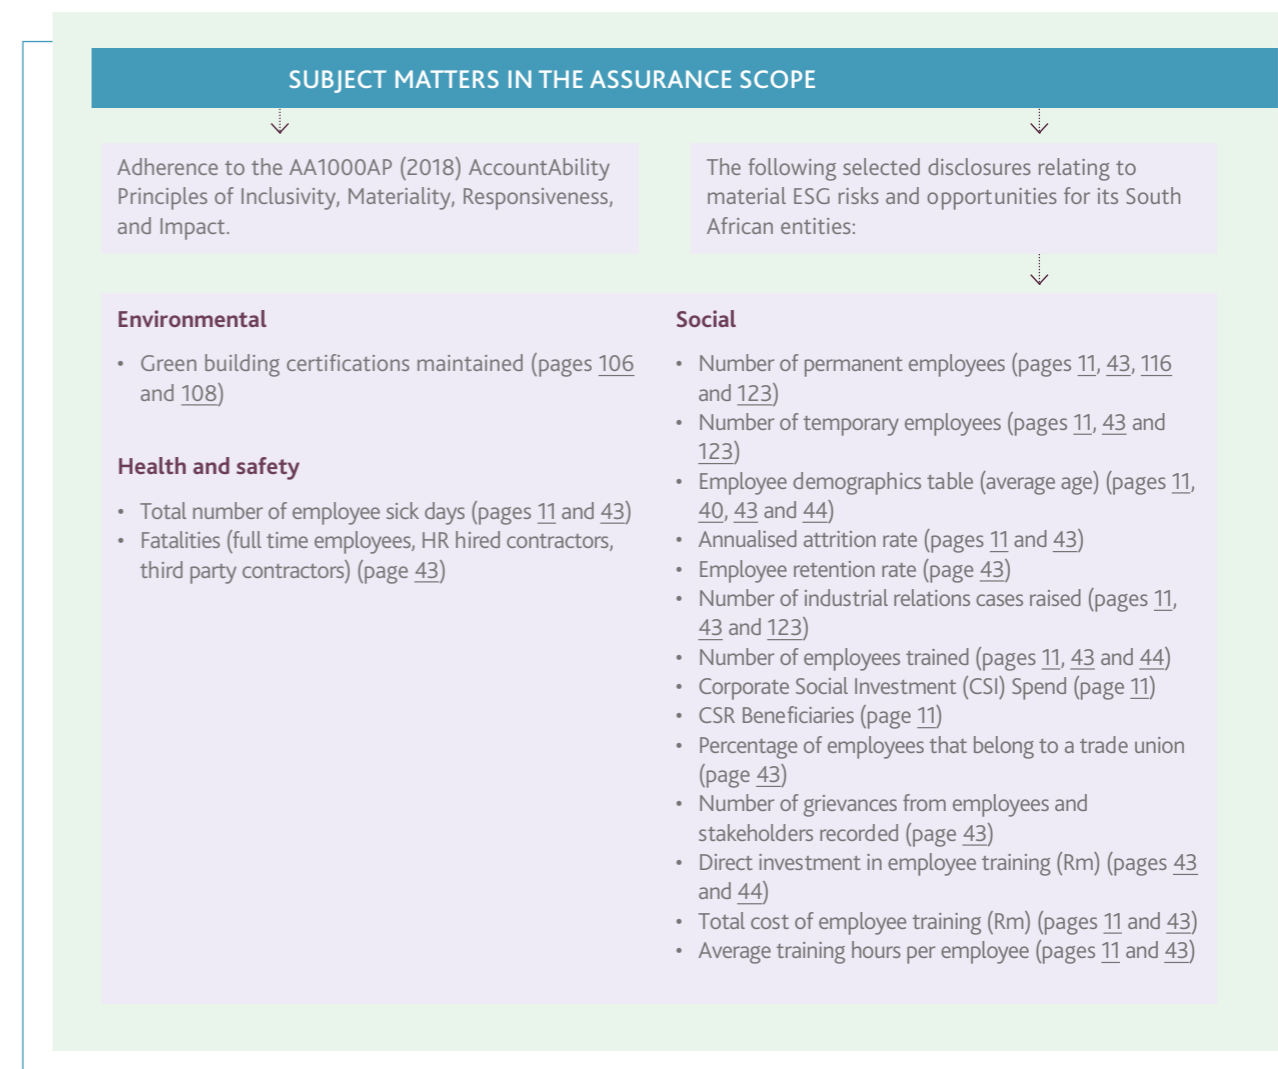 SUBJECT MATTERS IN THE ASSURANCE SCOPE
Adherence to the AA1000AP (2018) AccountAbility
Principles of Inclusivity, Materiality, Responsiveness,
and Impact.
The following selected disclosures relating to
material ESG risks and opportunities for its South
African entities:
Environmental
• Green building certifications maintained (pages 106
and 108)
Health and safety
• Total number of employee sick days (pages 11 and 43)
• Fatalities (full time employees, HR hired contractors,
third party contractors) (page 43)
Social
• Number of permanent employees (pages 11, 43, 116
and 123)
• Number of temporary employees (pages 11, 43 and
123)
• Employee demographics table (average age) (pages 11,
40, 43 and 44)
• Annualised attrition rate (pages 11 and 43)
• Employee retention rate (page 43)
• Number of industrial relations cases raised (pages 11,
43 and 123)
• Number of employees trained (pages 11, 43 and 44)
• Corporate Social Investment (CSI) Spend (page 11)
• CSR Beneficiaries (page 11)
• Percentage of employees that belong to a trade union
(page 43)
• Number of grievances from employees and
stakeholders recorded (page 43)
• Direct investment in employee training (Rm) (pages 43
and 44)
• Total cost of employee training (Rm) (pages 11 and 43)
• Average training hours per employee (pages 11 and 43)